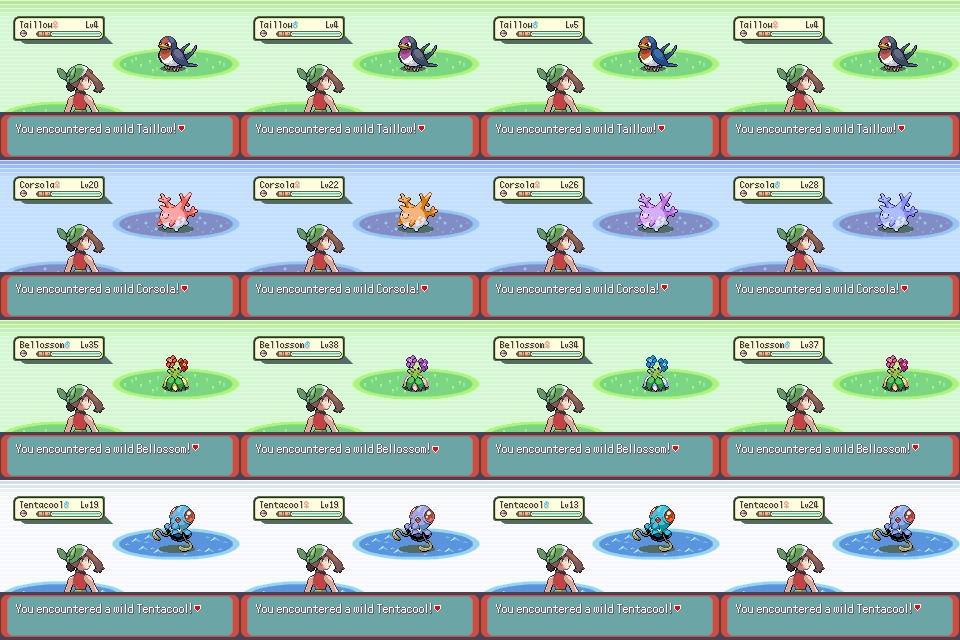 Taillow♀ Lv4
You encountered a wild Taillow!
Taillow♂ Lv4
You encountered a wild Taillow!
Taillow♂ Lv5
You encountered a wild Taillow!
Taillow♀ Lv4
You encountered a wild Taillow!
Corsola♀ Lv20
You encountered a wild Corsola!
Corsola♀ Lv22
You encountered a wild Corsola!
Corsola♀ Lv26
You encountered a wild Corsola!
Corsola♂ Lv28
You encountered a wild Corsola!
Bellossom♂ Lv35
You encountered a wild Bellossom!
Bellossom♂ Lv38
You encountered a wild Bellossom!
Bellossom♀ Lv34
You encountered a wild Bellossom!
Bellossom♂ Lv37
You encountered a wild Bellossom!
Tentacool♂ Lv19
You encountered a wild Tentacool!
Tentacool♀ Lv19
You encountered a wild Tentacool!
Tentacool♂ Lv13
You encountered a wild Tentacool!
Tentacool♀ Lv24
You encountered a wild Tentacool!